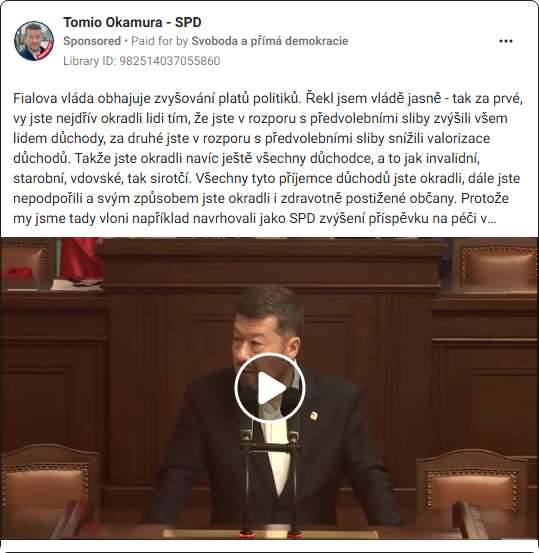 Tomio Okamura - SPD
Sponsored • Paid for by Svoboda a přímá demokracie
Library ID: 982514037055860
Fialova vláda obhajuje zvyšování platů politiků. Řekl jsem vládě jasně - tak za prvé,
vy jste nejdřív okradli lidi tím, že jste v rozporu s předvolebními sliby zvýšili všem
lidem důchody, za druhé jste v rozporu s předvolebními sliby snížili valorizace
důchodů. Takže jste okradli navíc ještě všechny důchodce, a to jak invalidní,
starobní, vdovské, tak sirotčí. Všechny tyto příjemce důchodů jste okradli, dále jste
nepodpořili a svým způsobem jste okradli i zdravotně postižené občany. Protože
my jsme tady vloni například navrhovali jako SPD zvýšení příspěvku na péči v...